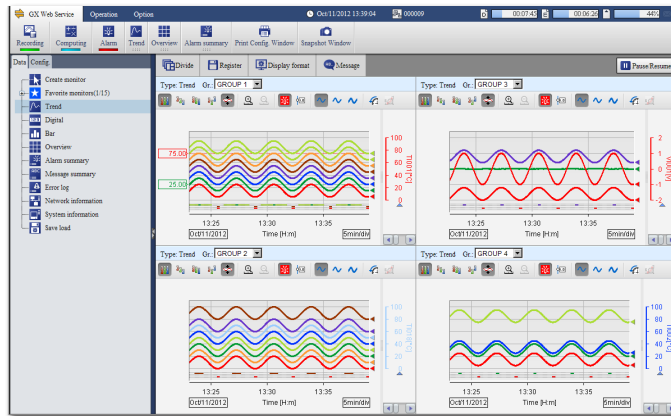 GX Web Service Operation Option Oct/11/2012 13:39:04 000009 00:07:45 00:06:26 44%
Recording Computing Alarm Trend Overview Alarm summary Print Config. Window Snapshot Window
Data Config.
Divide Register Display format Message Pause/Resume
Create monitor
Favorite monitors(1/15)
Trend
Digital
Bar
Overview
Alarm summary
Message summary
Error log
Network information
System information
Save load
Type: Trend Gr.: GROUP 1
75.00
25.00
100
80
60
40
20
0
TI001[°C]
13:25 13:30 13:35
Oct/11/2012 Time [H:m] 5min/div
Type: Trend Gr.: GROUP 3
2
1
0
-1
-2
13:25 13:30 13:35
Oct/11/2012 Time [H:m] 5min/div
Type: Trend Gr.: GROUP 2
100
80
60
40
20
0
13:25 13:30 13:35
Oct/11/2012 Time [H:m] 5min/div
Type: Trend Gr.: GROUP 4
100
80
60
40
20
0
13:25 13:30 13:35
Oct/11/2012 Time [H:m] 5min/div